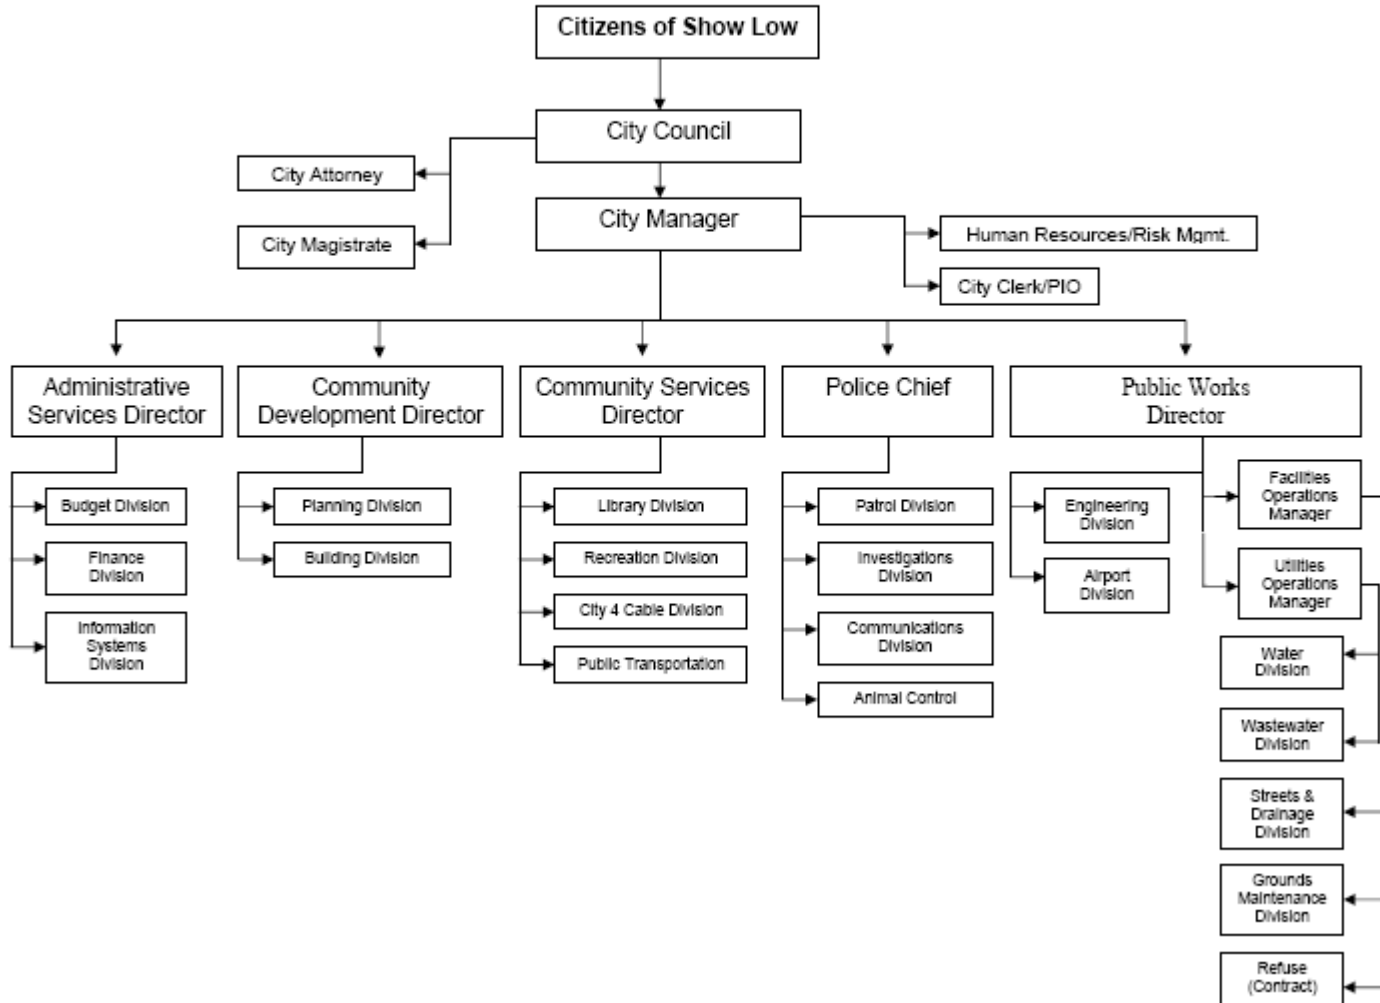 Citizens of Show Low
City Council
City Attorney
City Manager
City Magistrate
Human Resources/Risk Mgmt.
City Clerk/PIO
Administrative
Services Director
Community
Development Director
Community Services
Director
Police Chief
Public Works
Director
Budget Division
Finance
Division
Information
Systems
Division
Planning Division
Building Division
Library Division
Recreation Division
City 4 Cable Division
Public Transportation
Patrol Division
Investigations
Division
Communications
Division
Animal Control
Engineering
Division
Airport
Division
Facilities
Operations
Manager
Utilities
Operations
Manager
Water
Division
Wastewater
Division
Streets &
Drainage
Division
Grounds
Maintenance
Division
Refuse
(Contract)